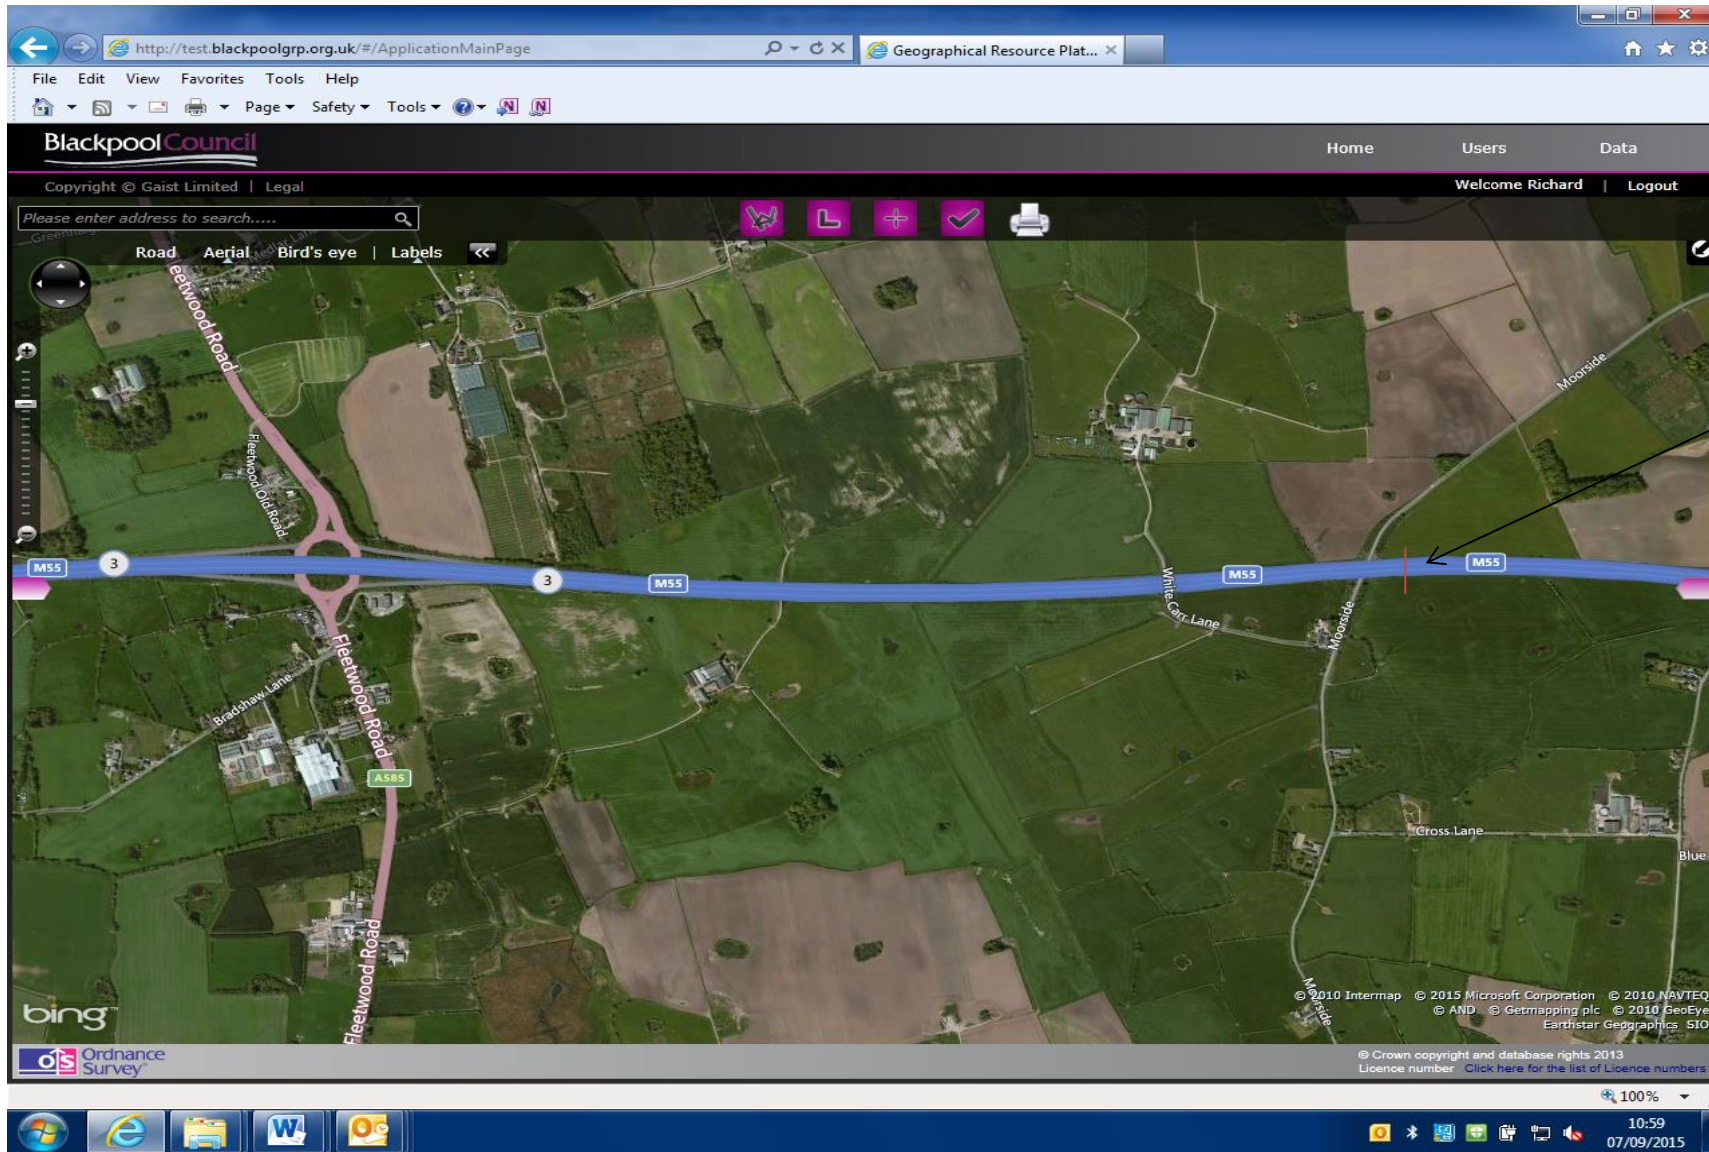 http://test.blackpoolgrp.org.uk/#/ApplicationMainPage
Geographical Resource Plat...
File Edit View Favorites Tools Help
Page Safety Tools
BlackpoolCouncil
Home Users Data
Copyright © Gaist Limited | Legal
Welcome Richard | Logout
Please enter address to search.....
Road Aerial Bird's eye | Labels
Fleetwood Road
Moorside
Fleetwood Old Road
M55
3
3
M55
M55
M55
White Carr Lane
Moorside
Fleetwood Road
Bradshaw Lane
A585
Cross Lane
Blue
Fleetwood Road
Moorside
bing
© 2010 Intermap © 2015 Microsoft Corporation © 2010 NAVTEQ
© AND © Getmapping plc © 2010 GeoEye
Earthstar Geographics SIO
Ordnance
Survey
© Crown copyright and database rights 2013
Licence number Click here for the list of Licence numbers
100%
10:59
07/09/2015